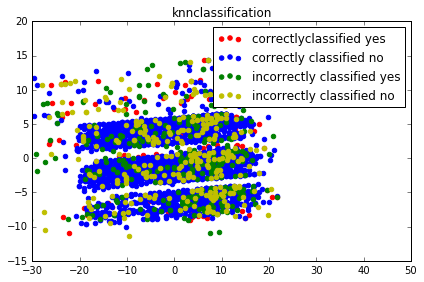 knnclassification
correctlyclassified yes
correctly classified no
incorrectly classified yes
incorrectly classified no
20
15
10
5
0
−5
−10
−15
−30 −20 −10 0 10 20 30 40 50